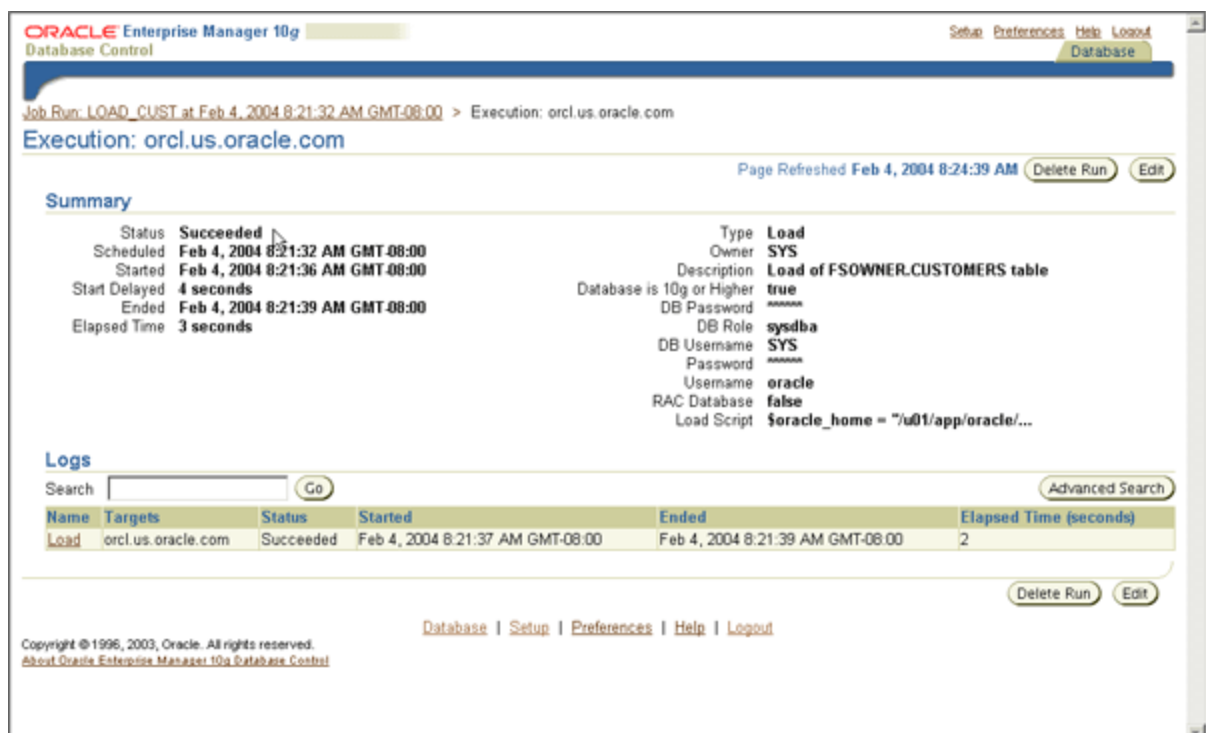 ORACLE Enterprise Manager 10g
Database Control
Setup Preferences Help Logout
Database
Job Run: LOAD_CUST at Feb 4, 2004 8:21:32 AM GMT-08:00 > Execution: orcl.us.oracle.com
Execution: orcl.us.oracle.com
Page Refreshed Feb 4, 2004 8:24:39 AM Delete Run Edit
Summary
Status Succeeded
Scheduled Feb 4, 2004 8:21:32 AM GMT-08:00
Started Feb 4, 2004 8:21:36 AM GMT-08:00
Start Delayed 4 seconds
Ended Feb 4, 2004 8:21:39 AM GMT-08:00
Elapsed Time 3 seconds
Type Load
Owner SYS
Description Load of FSOWNER.CUSTOMERS table
Database is 10g or Higher true
DB Password ******
DB Role sysdba
DB Username SYS
Password ******
Username oracle
RAC Database false
Load Script $oracle_home = "/u01/app/oracle/...
Logs
Search Go Advanced Search
Name Targets Status Started Ended Elapsed Time (seconds)
Load orcl.us.oracle.com Succeeded Feb 4, 2004 8:21:37 AM GMT-08:00 Feb 4, 2004 8:21:39 AM GMT-08:00 2
Delete Run Edit
Database | Setup | Preferences | Help | Logout
Copyright © 1996, 2003, Oracle. All rights reserved.
About Oracle Enterprise Manager 10g Database Control